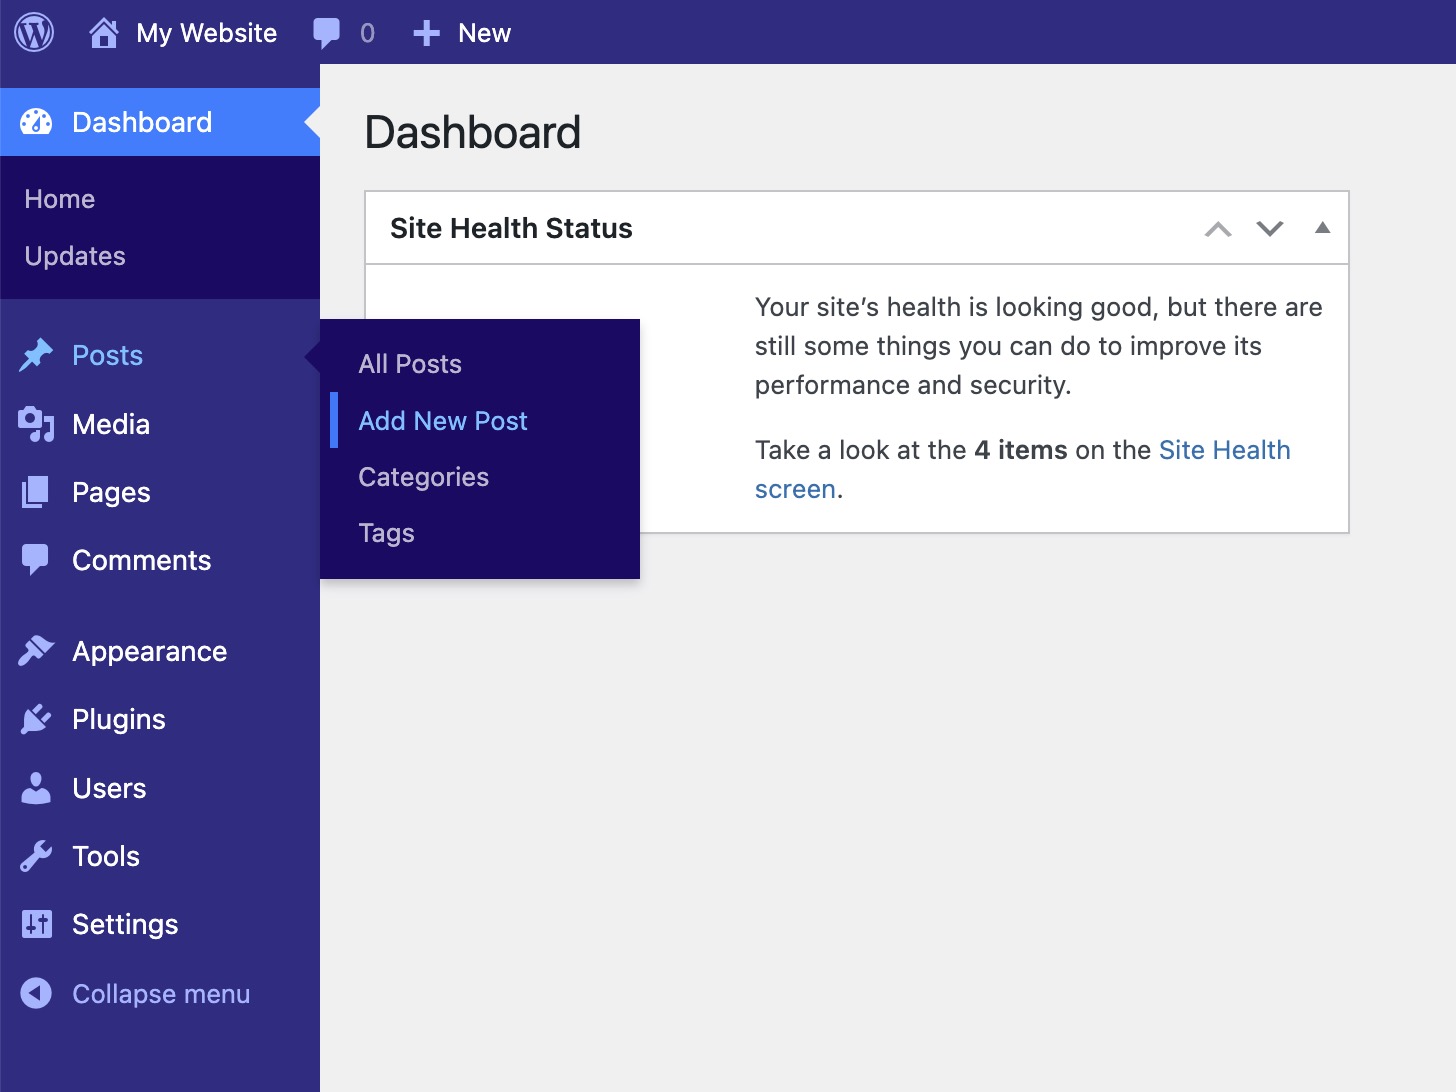 My Website 0 New
Dashboard
Home
Updates
Posts
Media
Pages
Comments
Appearance
Plugins
Users
Tools
Settings
Collapse menu
All Posts
Add New Post
Categories
Tags
Dashboard
Site Health Status
Your site’s health is looking good, but there are
still some things you can do to improve its
performance and security.
Take a look at the 4 items on the Site Health
screen.